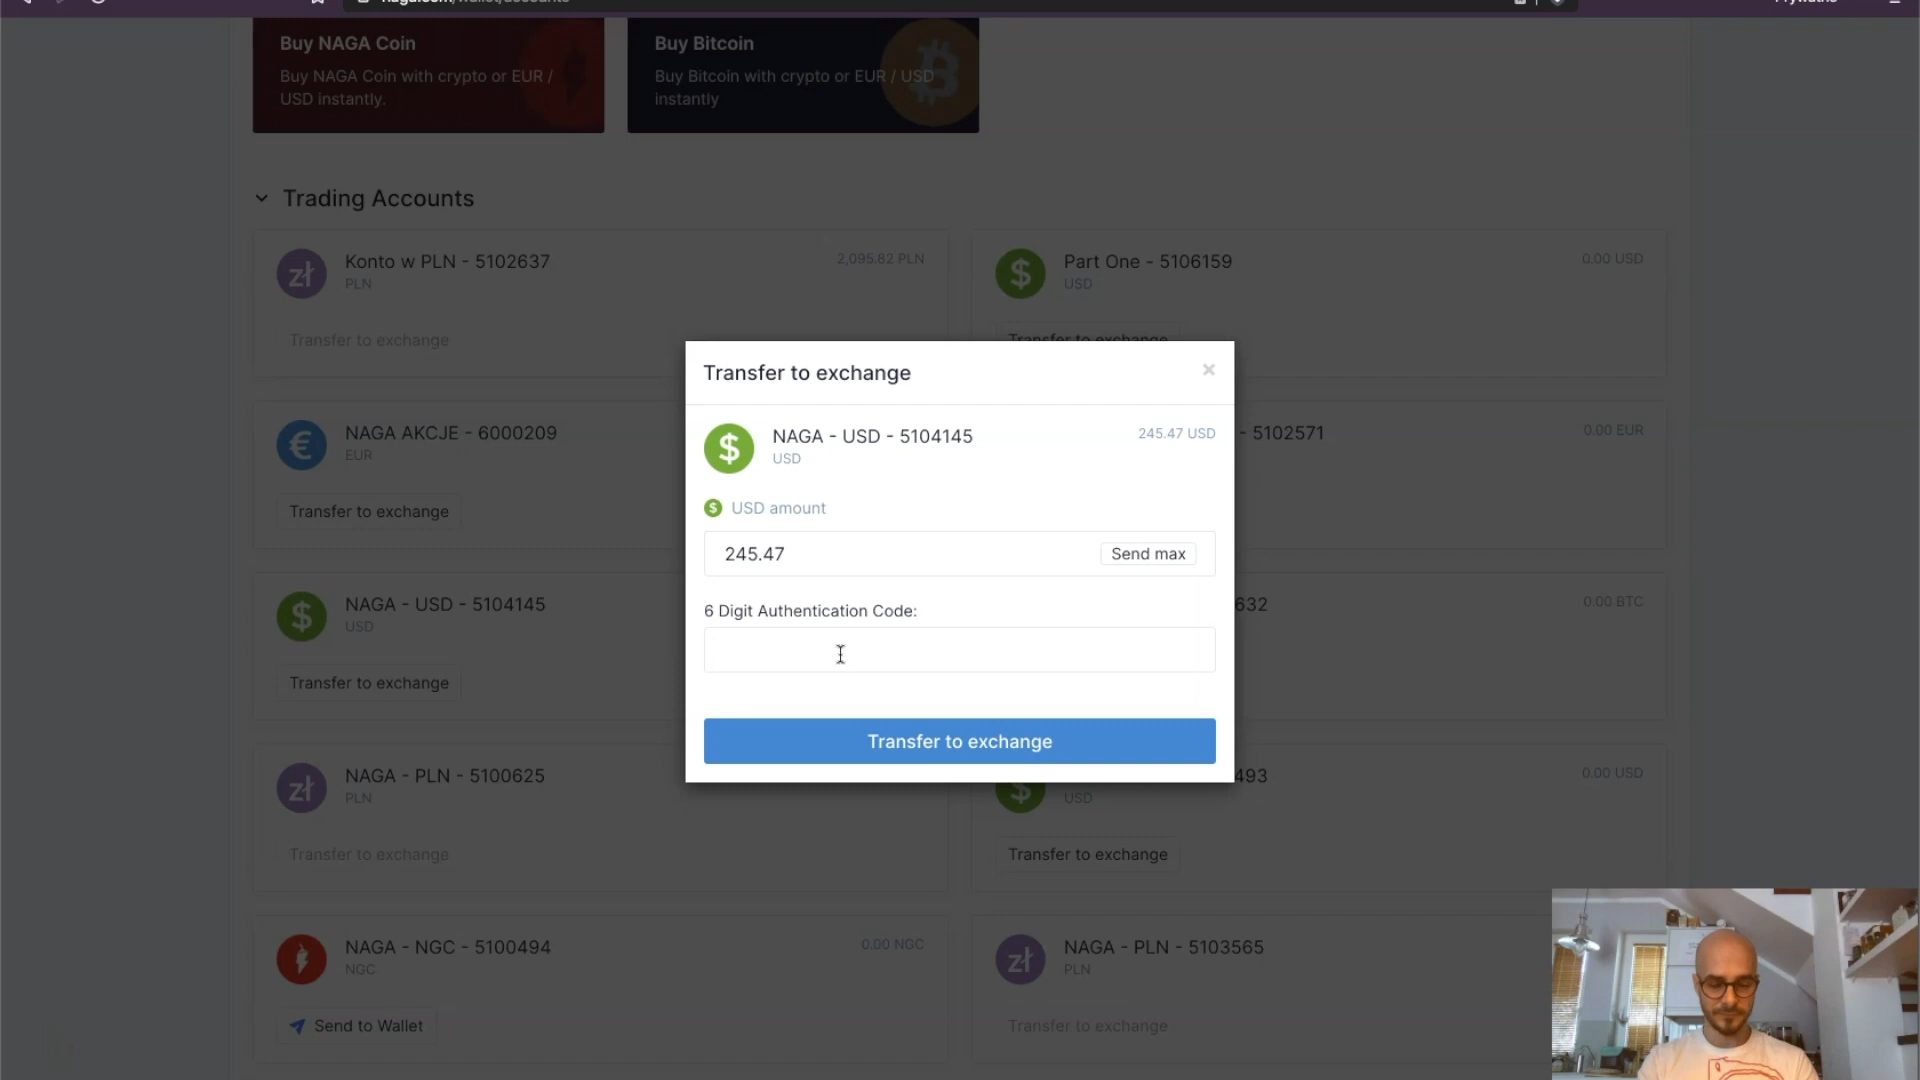 Buy NAGA Coin
Buy NAGA Coin with crypto or EUR /
USD instantly.
Buy Bitcoin
Buy Bitcoin with crypto or EUR / USD
instantly
Trading Accounts
Konto w PLN - 5102637
2,095.82 PLN
PLN
Transfer to exchange
Part One - 5106159
0.00 USD
USD
Transfer to exchange
NAGA AKCJE - 6000209
EUR
Transfer to exchange
- 5102571
0.00 EUR
NAGA - USD - 5104145
USD
Transfer to exchange
632
0.00 BTC
NAGA - PLN - 5100625
PLN
Transfer to exchange
493
0.00 USD
USD
Transfer to exchange
NAGA - NGC - 5100494
0.00 NGC
NGC
Send to Wallet
NAGA - PLN - 5103565
PLN
Transfer to exchange
Transfer to exchange
×
NAGA - USD - 5104145
245.47 USD
USD
USD amount
245.47
Send max
6 Digit Authentication Code:
Transfer to exchange